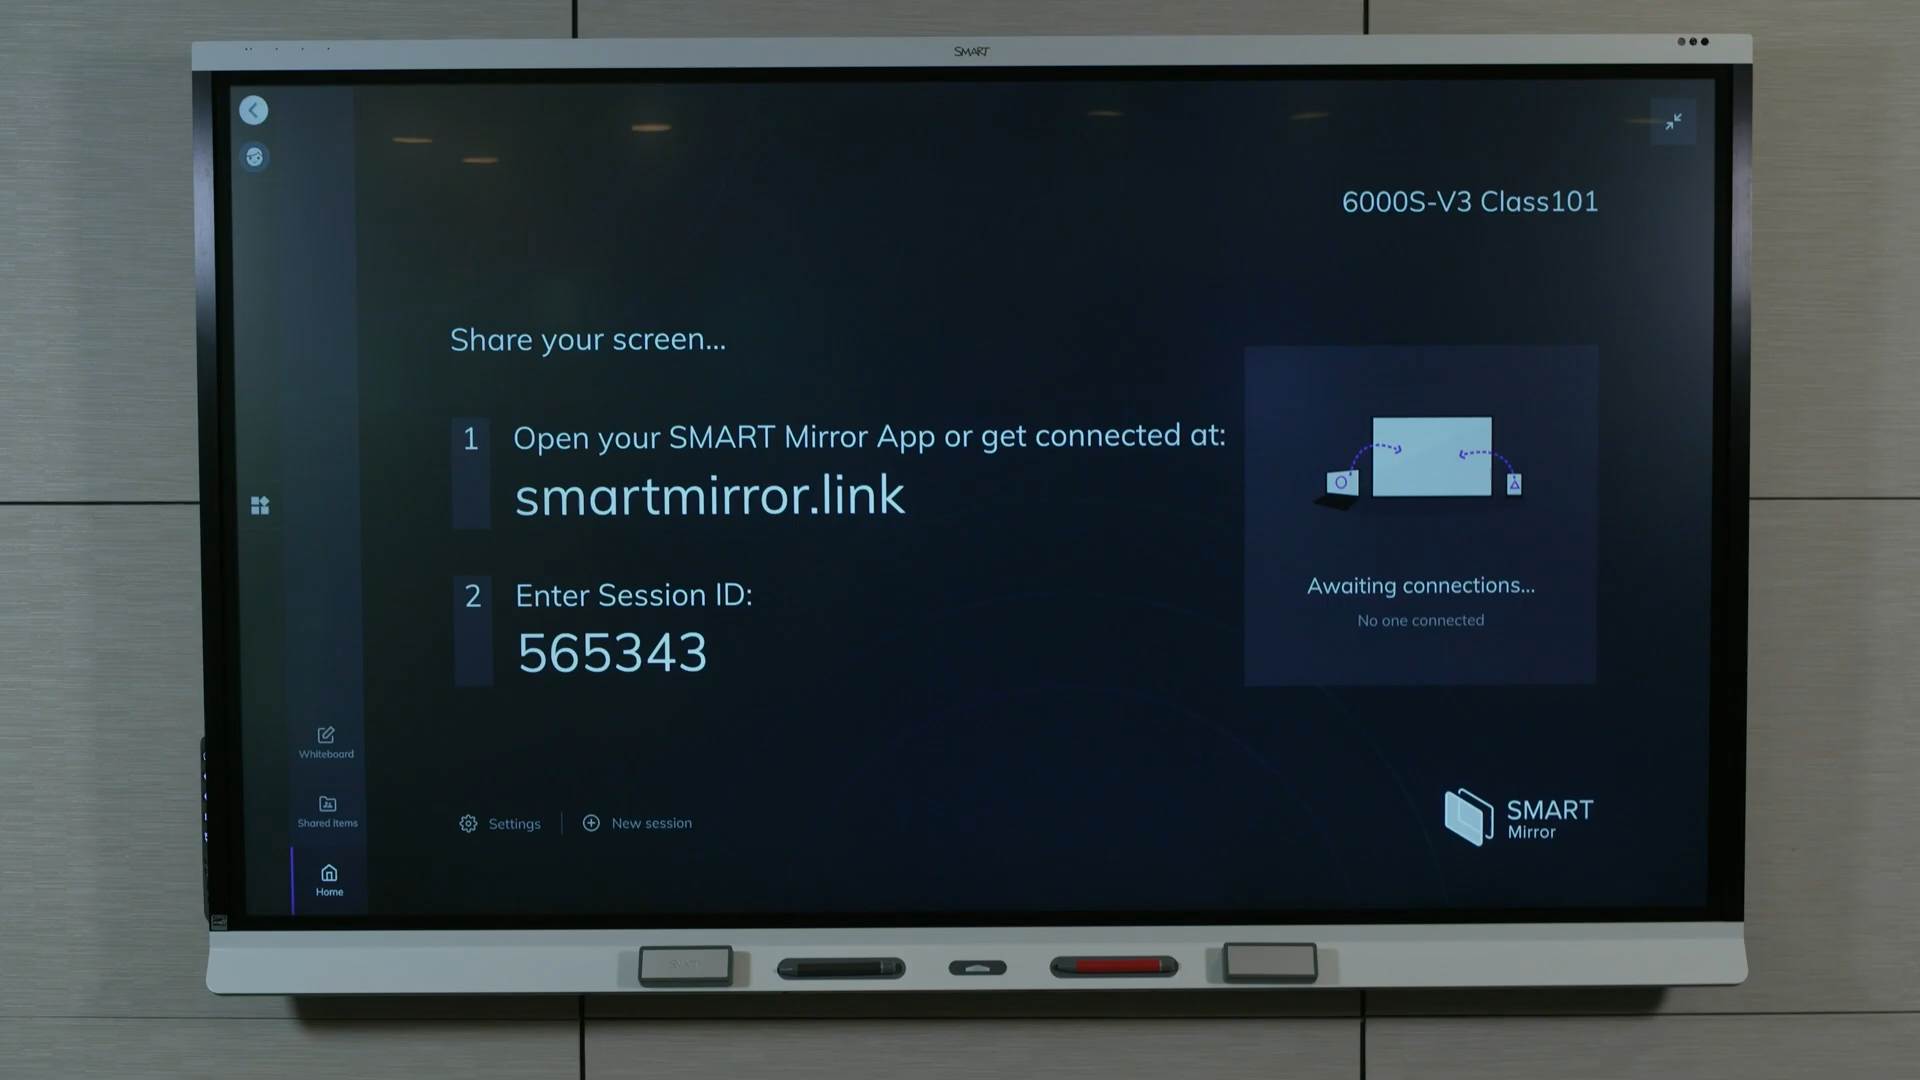 SMART
6000S-V3 Class101
Share your screen...
1 Open your SMART Mirror App or get connected at:
smartmirror.link
2 Enter Session ID:
565343
Awaiting connections...
No one connected
Whiteboard
Shared Items
Home
Settings
New session
SMART
Mirror